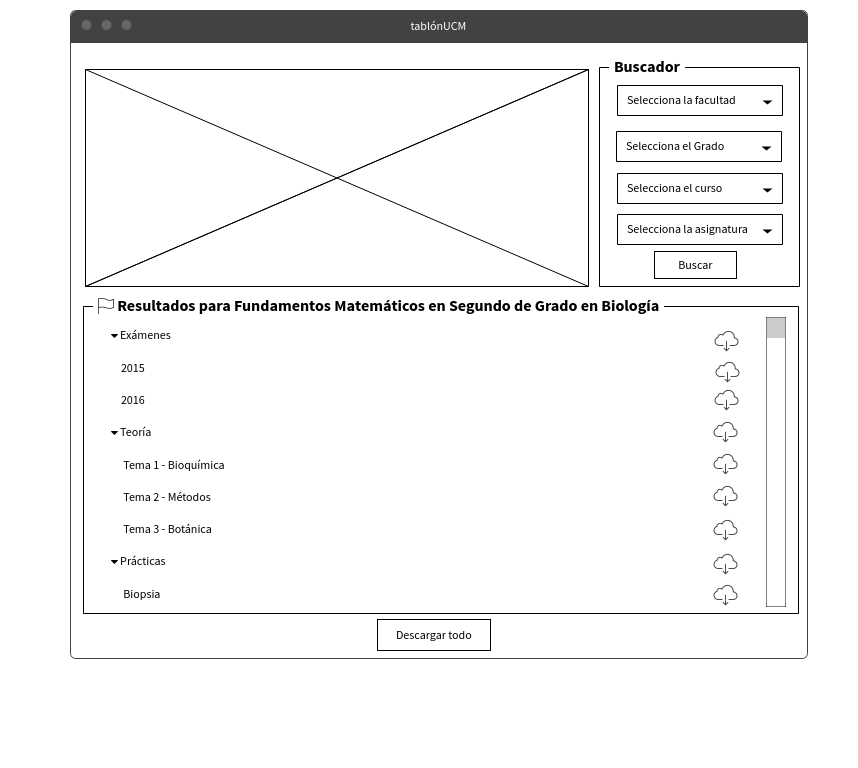 tablónUCM
Buscador
Selecciona la facultad
Selecciona el Grado
Selecciona el curso
Selecciona la asignatura
Buscar
Resultados para Fundamentos Matemáticos en Segundo de Grado en Biología
Exámenes
2015
2016
Teoría
Tema 1 - Bioquímica
Tema 2 - Métodos
Tema 3 - Botánica
Prácticas
Biopsia
Descargar todo